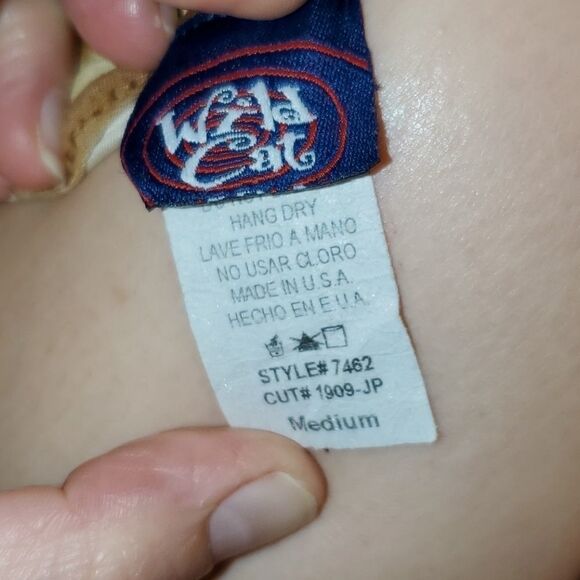 Wild
Cat
HANG DRY
LAVE FRIO A MANO
NO USAR CLORO
MADE IN U.S.A.
HECHO EN E.U.A.
STYLE# 7462
CUT# 1909-JP
Medium